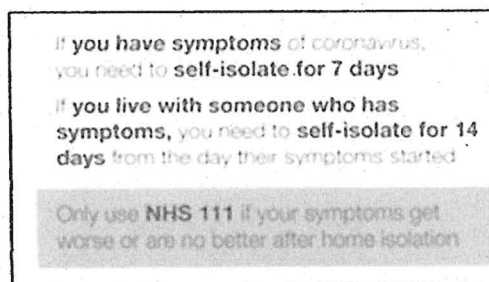 If you have symptoms of coronavirus,
you need to self-isolate for 7 days
If you live with someone who has
symptoms, you need to self-isolate for 14
days from the day their symptoms started
Only use NHS 111 if your symptoms get
worse or are no better after home isolation